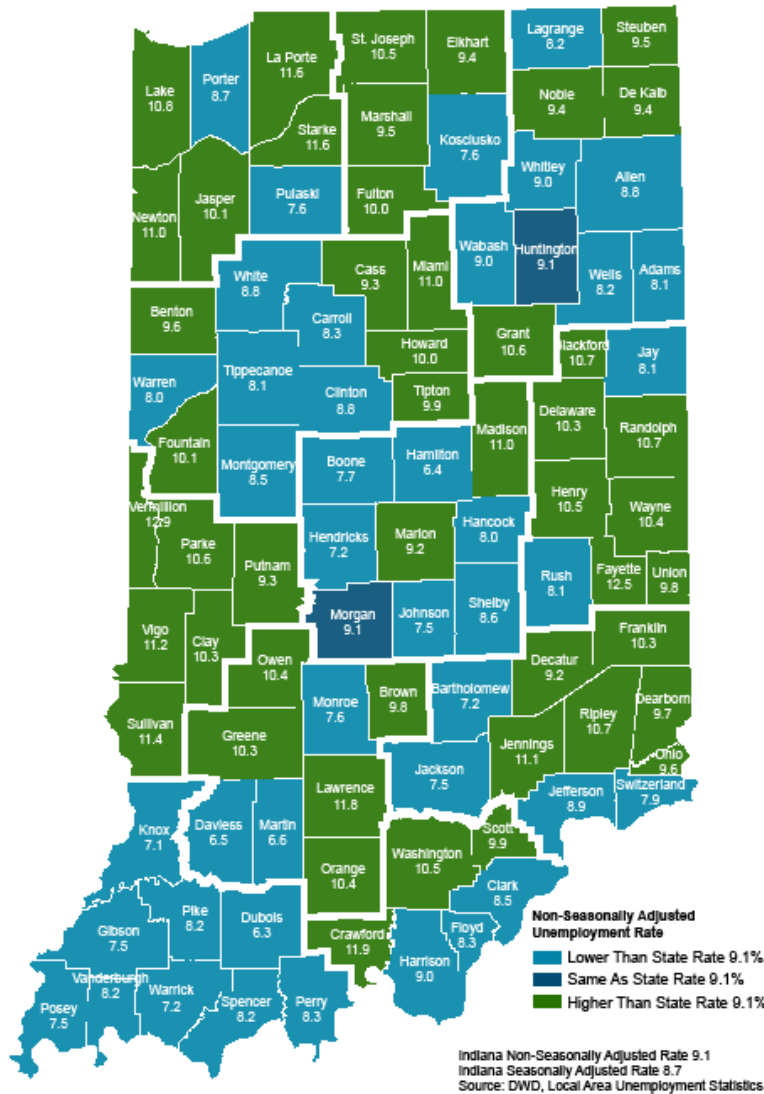 Lagrange
8.2
Steuben
9.5
St. Joseph
10.5
Elkhart
9.4
La Porte
11.6
Porter
8.7
Lake
10.8
Noble
9.4
De Kalb
9.4
Marshall
9.5
Starke
11.6
Kosciusko
7.6
Whitley
9.0
Allen
8.8
Pulaski
7.6
Fulton
10.0
Jasper
10.1
Newton
11.0
Wabash
9.0
Huntington
9.1
Wells
8.2
Adams
8.1
White
8.8
Cass
9.3
Miami
11.0
Benton
9.6
Carroll
8.3
Howard
10.0
Grant
10.6
Blackford
10.7
Jay
8.1
Warren
8.0
Tippecanoe
8.1
Clinton
8.8
Tipton
9.9
Madison
11.0
Delaware
10.3
Randolph
10.7
Fountain
10.1
Montgomery
8.5
Boone
7.7
Hamilton
6.4
Henry
10.5
Wayne
10.4
Vermillion
12.9
Parke
10.6
Putnam
9.3
Hendricks
7.2
Marion
9.2
Hancock
8.0
Rush
8.1
Fayette
12.5
Union
9.8
Vigo
11.2
Clay
10.3
Morgan
9.1
Johnson
7.5
Shelby
8.6
Franklin
10.3
Owen
10.4
Decatur
9.2
Sullivan
11.4
Greene
10.3
Monroe
7.6
Brown
9.8
Bartholomew
7.2
Ripley
10.7
Dearborn
9.7
Jennings
11.1
Ohio
9.6
Jackson
7.5
Lawrence
11.8
Jefferson
8.9
Switzerland
7.9
Knox
7.1
Daviess
6.5
Martin
6.6
Scott
9.9
Washington
10.5
Orange
10.4
Clark
8.5
Pike
8.2
Dubois
6.3
Gibson
7.5
Crawford
11.9
Floyd
8.3
Harrison
9.0
Vanderburgh
8.2
Warrick
7.2
Posey
7.5
Spencer
8.2
Perry
8.3
Non-Seasonally Adjusted
Unemployment Rate
Lower Than State Rate 9.1%
Same As State Rate 9.1%
Higher Than State Rate 9.1%
Indiana Non-Seasonally Adjusted Rate 9.1
Indiana Seasonally Adjusted Rate 8.7
Source: DWD, Local Area Unemployment Statistics